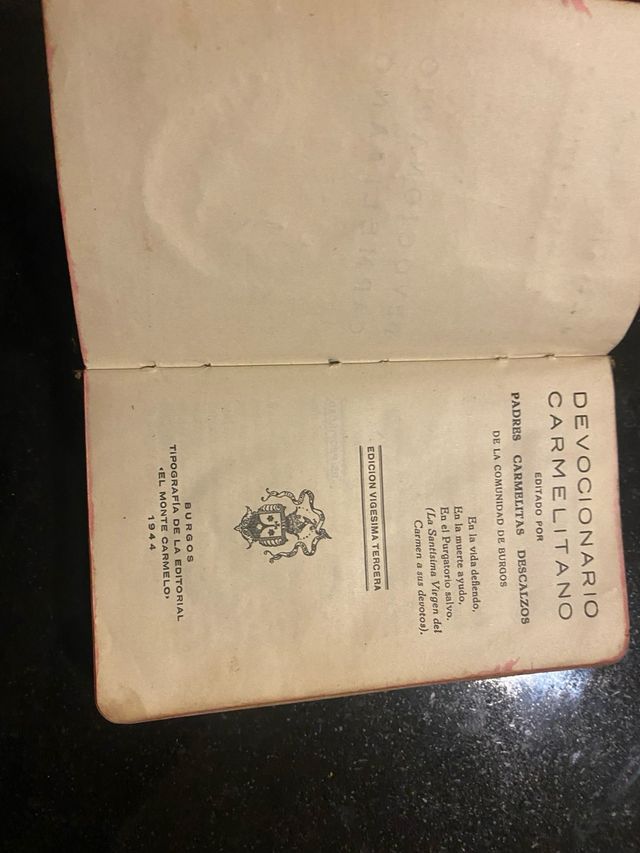 DEVOCIONARIO
CARMELITANO
EDITADO POR
PADRES CARMELITAS DESCALZOS
DE LA COMUNIDAD DE BURGOS
En la vida defiendo,
En la muerte ayudo,
En el Purgatorio salvo.
(La Santísima Virgen del
Carmen a sus devotos).
EDICION VIGESIMA TERCERA
BURGOS
TIPOGRAFÍA DE LA EDITORIAL
«EL MONTE CARMELO»
1944